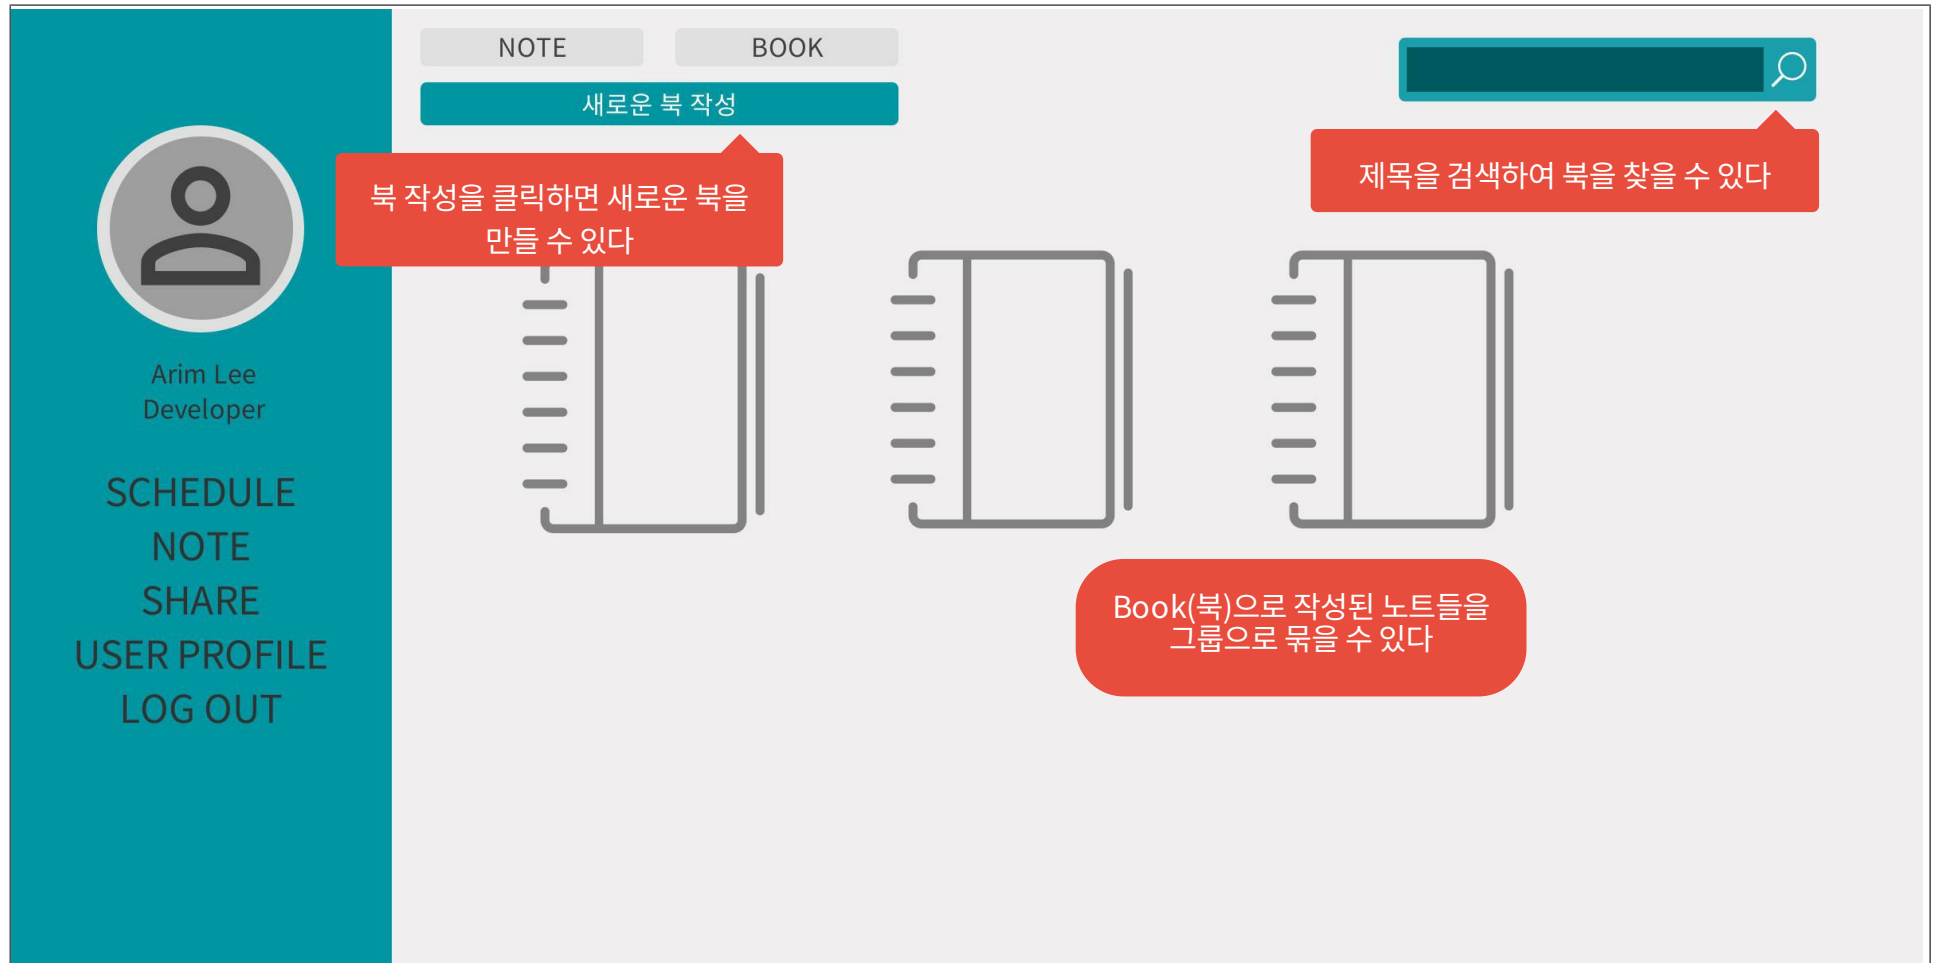 NOTE
BOOK
새로운 북 작성
북 작성을 클릭하면 새로운 북을
만들 수 있다
제목을 검색하여 북을 찾을 수 있다
Arim Lee
Developer
SCHEDULE
NOTE
SHARE
USER PROFILE
LOG OUT
Book(북)으로 작성된 노트들을
그룹으로 묶을 수 있다